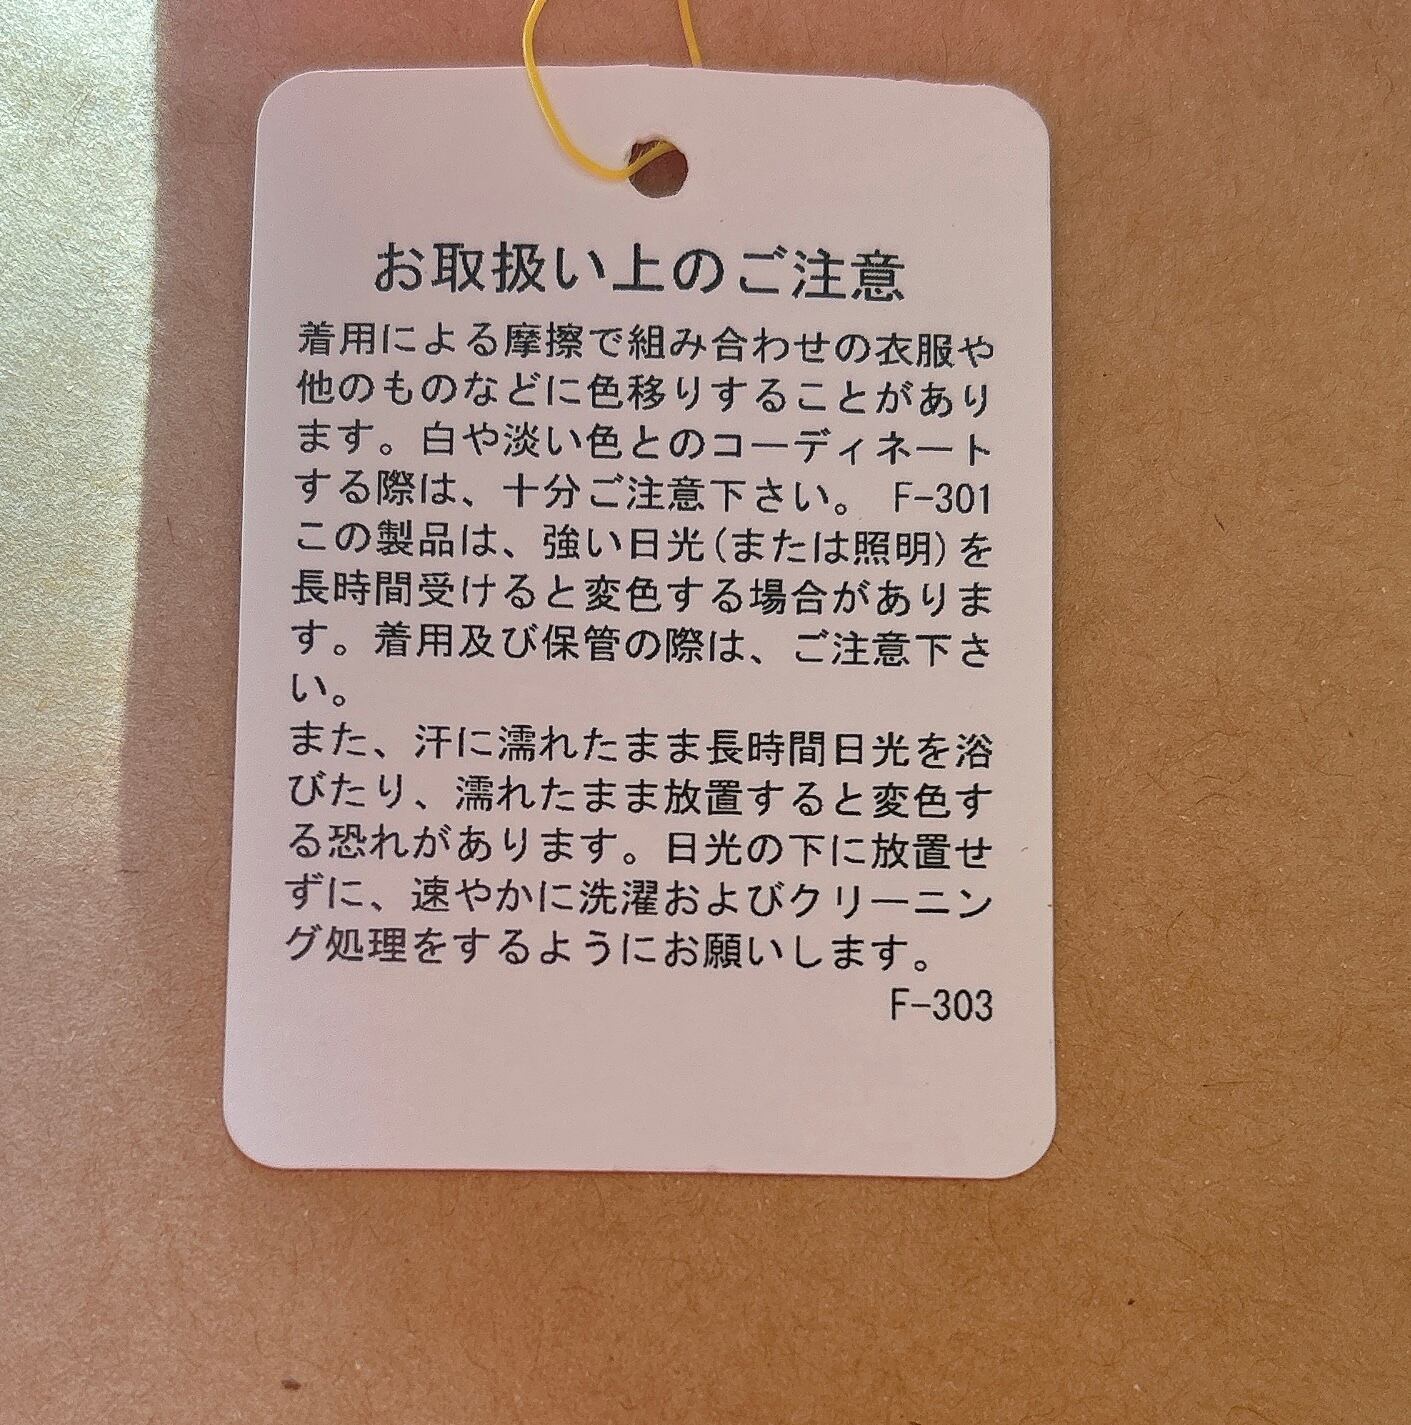 お取扱い上のご注意
着用による摩擦で組み合わせの衣服や
他のものなどに色移りすることがあり
ます。白や淡い色とのコーディネート
する際は、十分ご注意下さい。 F-301
この製品は、強い日光(または照明)を
長時間受けると変色する場合がありま
す。着用及び保管の際は、ご注意下さ
い。
また、汗に濡れたまま長時間日光を浴
びたり、濡れたまま放置すると変色す
る恐れがあります。日光の下に放置せ
ずに、速やかに洗濯およびクリーニン
グ処理をするようにお願いします。
F-303